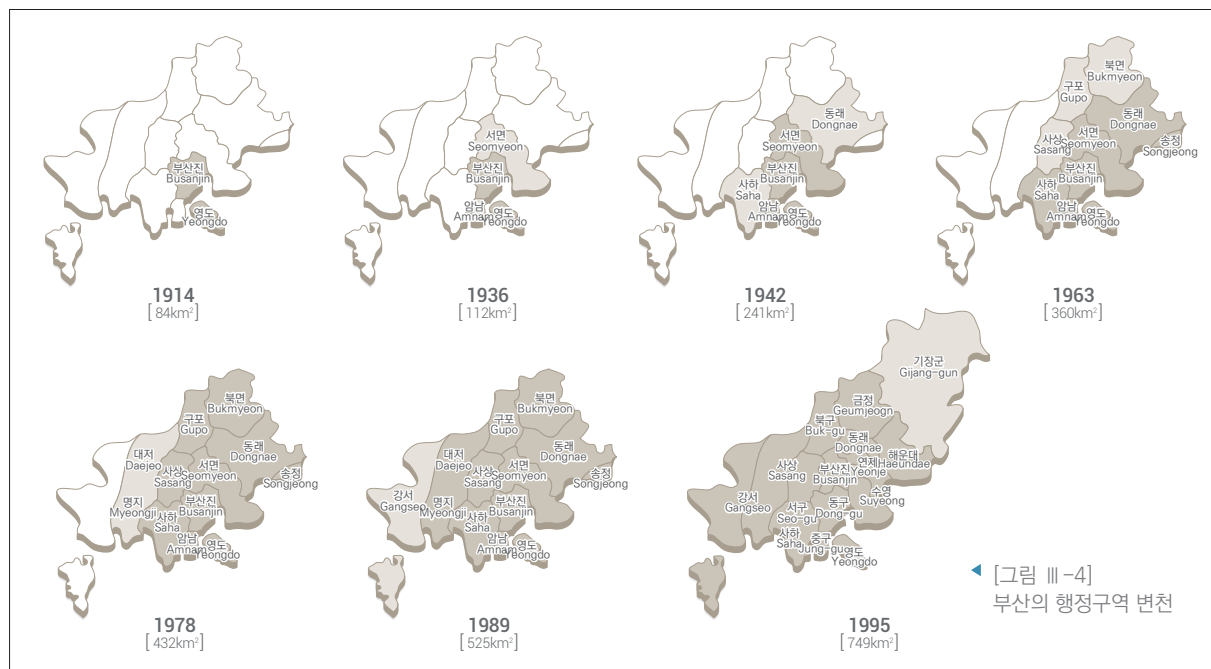 부산진
Busanjin
영도
Yeongdo
1914
[ 84km² ]
서면
Seomyeon
부산진
Busanjin
암남
Amnam
영도
Yeongdo
1936
[ 112km² ]
동래
Dongnae
서면
Seomyeon
부산진
Busanjin
사하
Saha
암남
Amnam
영도
Yeongdo
1942
[ 241km² ]
북면
Bukmyeon
구포
Gupo
동래
Dongnae
사상
Sasang
서면
Seomyeon
송정
Songjeong
부산진
Busanjin
사하
Saha
암남
Amnam
영도
Yeongdo
1963
[ 360km² ]
북면
Bukmyeon
구포
Gupo
동래
Dongnae
대저
Daejeo
사상
Sasang
서면
Seomyeon
송정
Songjeong
명지
Myeongji
부산진
Busanjin
사하
Saha
암남
Amnam
영도
Yeongdo
1978
[ 432km² ]
북면
Bukmyeon
구포
Gupo
동래
Dongnae
대저
Daejeo
사상
Sasang
서면
Seomyeon
송정
Songjeong
강서
Gangseo
명지
Myeongji
부산진
Busanjin
사하
Saha
암남
Amnam
영도
Yeongdo
1989
[ 525km² ]
기장군
Gijang-gun
금정
Geumjeogn
북구
Buk-gu
동래
Dongnae
해운대
Haeundae
연제
Yeonje
사상
Sasang
부산진
Busanjin
수영
Suyeong
강서
Gangseo
서구
Seo-gu
동구
Dong-gu
사하
Saha
중구
Jung-gu
영도
Yeongdo
1995
[ 749km² ]
◀ [그림 Ⅲ-4]
부산의 행정구역 변천